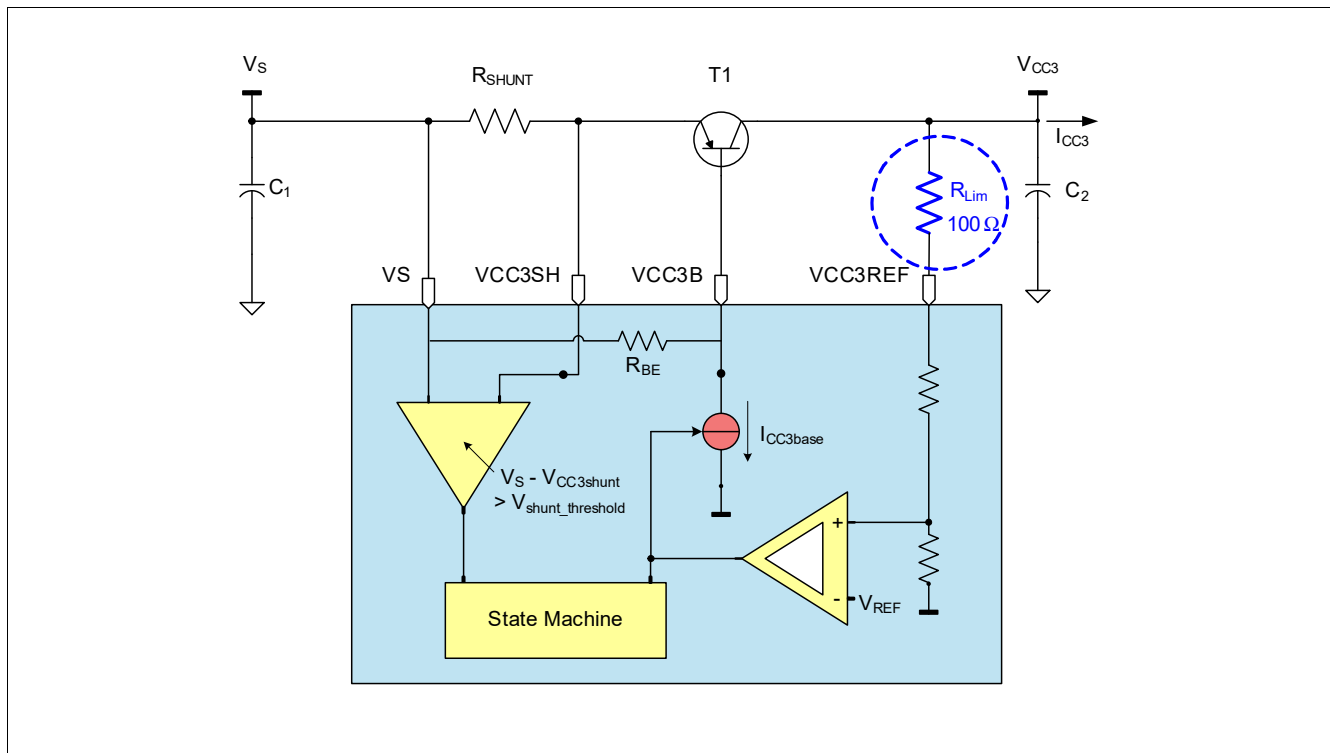 VS
RSHUNT
T1
VCC3
ICC3
C1
RLim
100 Ω
C2
VS
VCC3SH
VCC3B
VCC3REF
RBE
ICC3base
VS - VCC3shunt
> Vshunt_threshold
+
-
VREF
State Machine